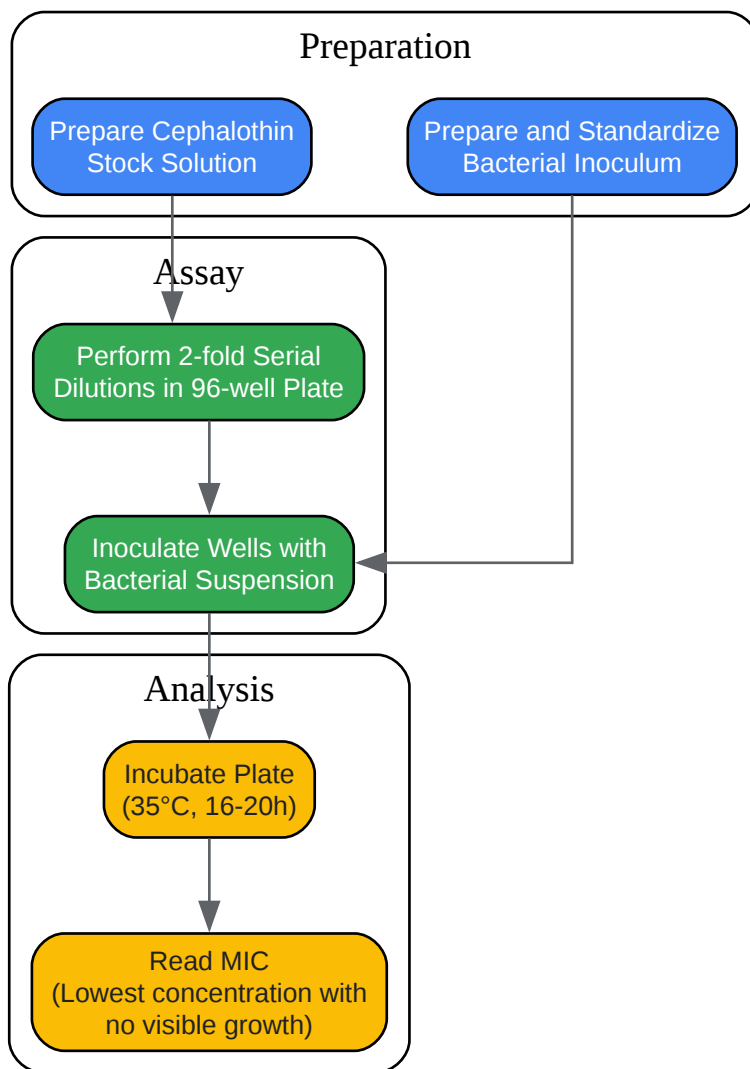 Preparation
Prepare Cephalothin
Stock Solution
Prepare and Standardize
Bacterial Inoculum
Assay
Perform 2-fold Serial
Dilutions in 96-well Plate
Inoculate Wells with
Bacterial Suspension
Analysis
Incubate Plate
(35°C, 16-20h)
Read MIC
(Lowest concentration with
no visible growth)